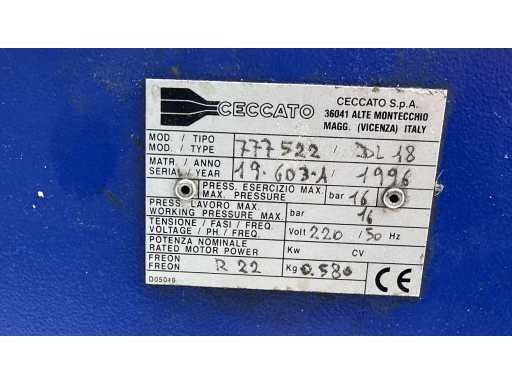 CECCATO
CECCATO S.p.A.
36041 ALTE MONTECCHIO
MAGG. (VICENZA) ITALY
MOD. / TIPO
MOD. / TYPE 777522 / DL 18
MATR. / ANNO
SERIAL / YEAR 19.603.1 / 1996
PRESS. ESERCIZIO MAX.
MAX. PRESSURE bar 16
PRESS. LAVORO MAX.
WORKING PRESSURE MAX. bar 16
TENSIONE / FASI / FREQ.
VOLTAGE / PH / FREQ. Volt 220 / 50 Hz
POTENZA NOMINALE
RATED MOTOR POWER Kw CV
FREON
FREON R 22 Kg 0.580
D05049 CE